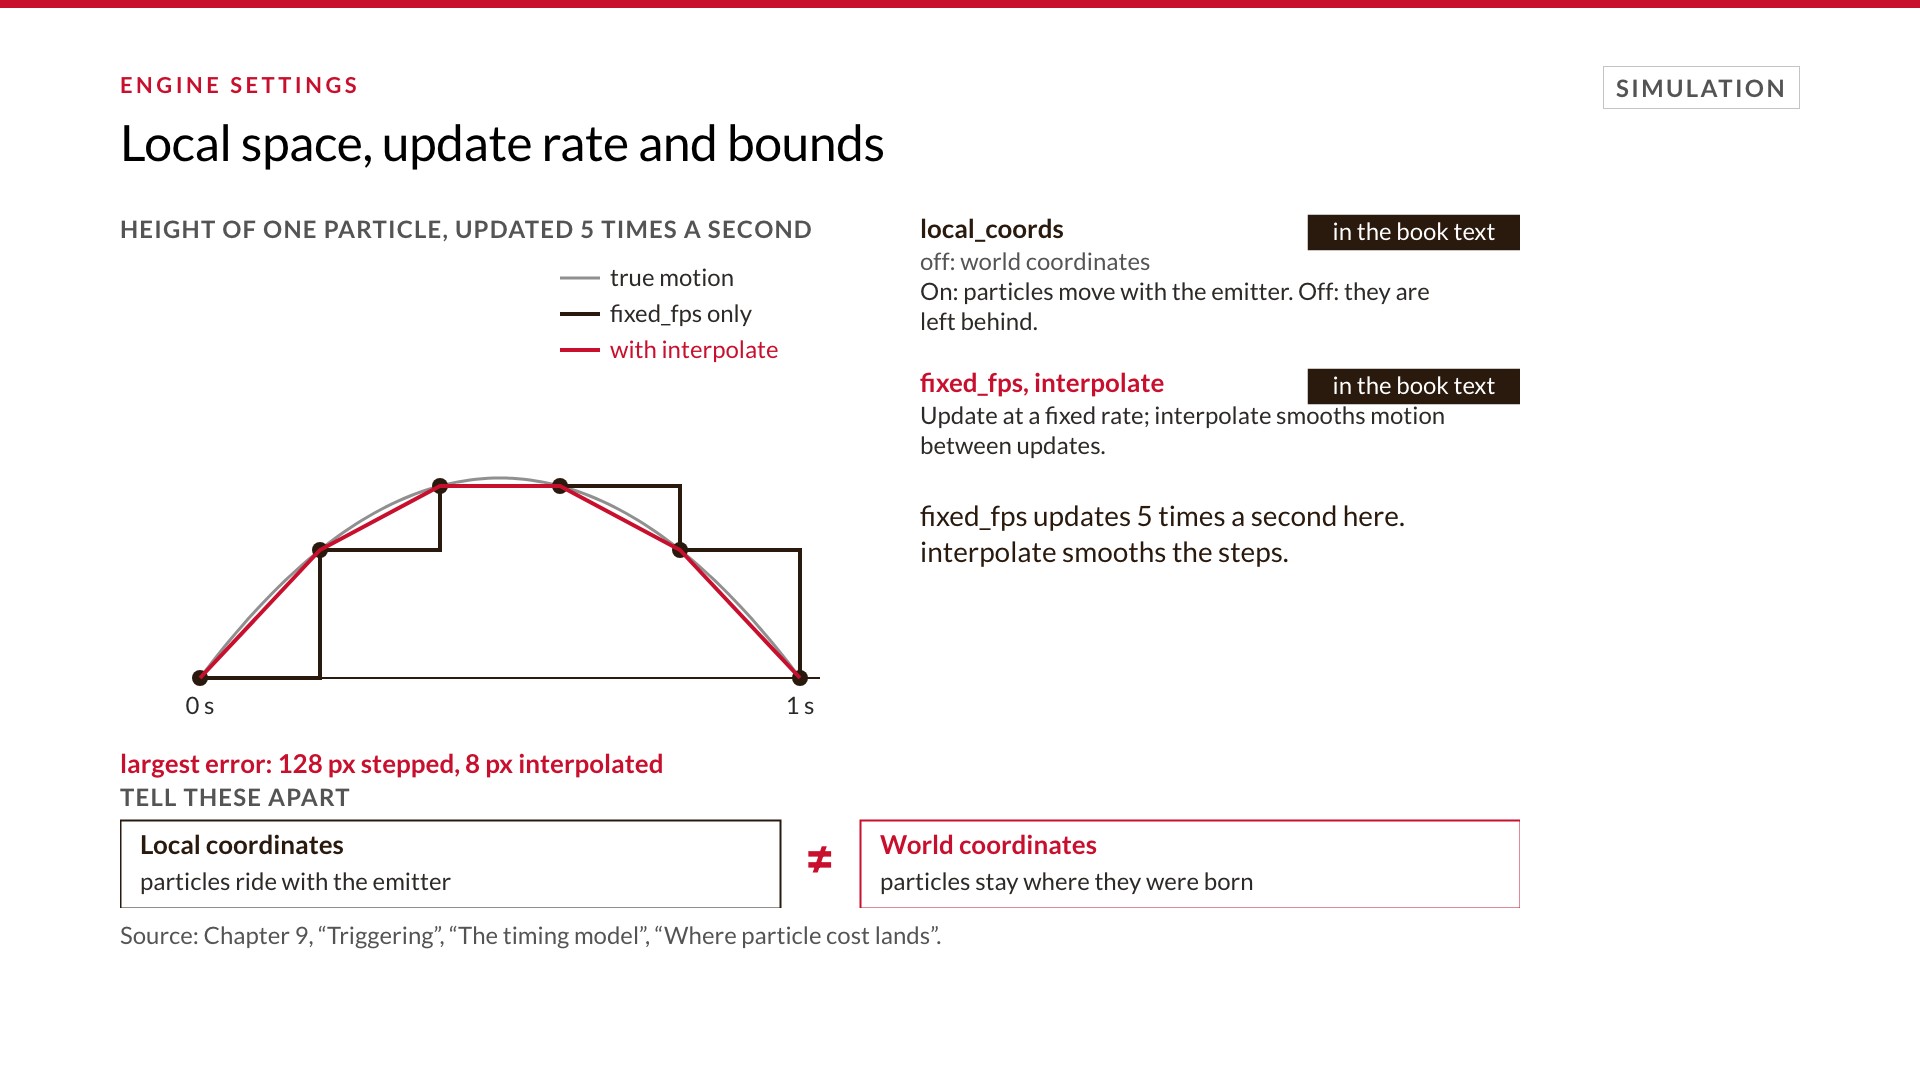 ENGINE SETTINGS
SIMULATION
Local space, update rate and bounds
HEIGHT OF ONE PARTICLE, UPDATED 5 TIMES A SECOND
true motion
fixed_fps only
with interpolate
0 s
1 s
largest error: 128 px stepped, 8 px interpolated
local_coords
in the book text
off: world coordinates
On: particles move with the emitter. Off: they are
left behind.
fixed_fps, interpolate
in the book text
Update at a fixed rate; interpolate smooths motion
between updates.
fixed_fps updates 5 times a second here.
interpolate smooths the steps.
TELL THESE APART
Local coordinates
particles ride with the emitter
≠
World coordinates
particles stay where they were born
Source: Chapter 9, “Triggering”, “The timing model”, “Where particle cost lands”.